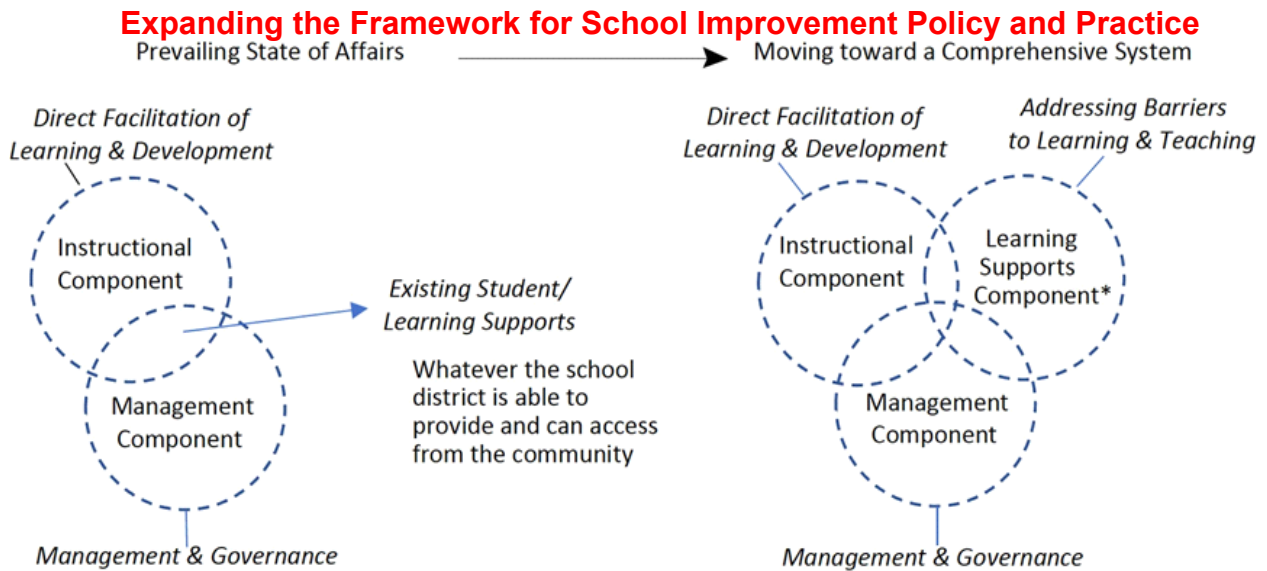 Expanding the Framework for School Improvement Policy and Practice
Prevailing State of Affairs
Moving toward a Comprehensive System
Direct Facilitation of
Learning & Development
Instructional
Component
Existing Student/
Learning Supports
Whatever the school
district is able to
provide and can access
from the community
Management
Component
Management & Governance
Direct Facilitation of
Learning & Development
Addressing Barriers
to Learning & Teaching
Instructional
Component
Learning
Supports
Component*
Management
Component
Management & Governance